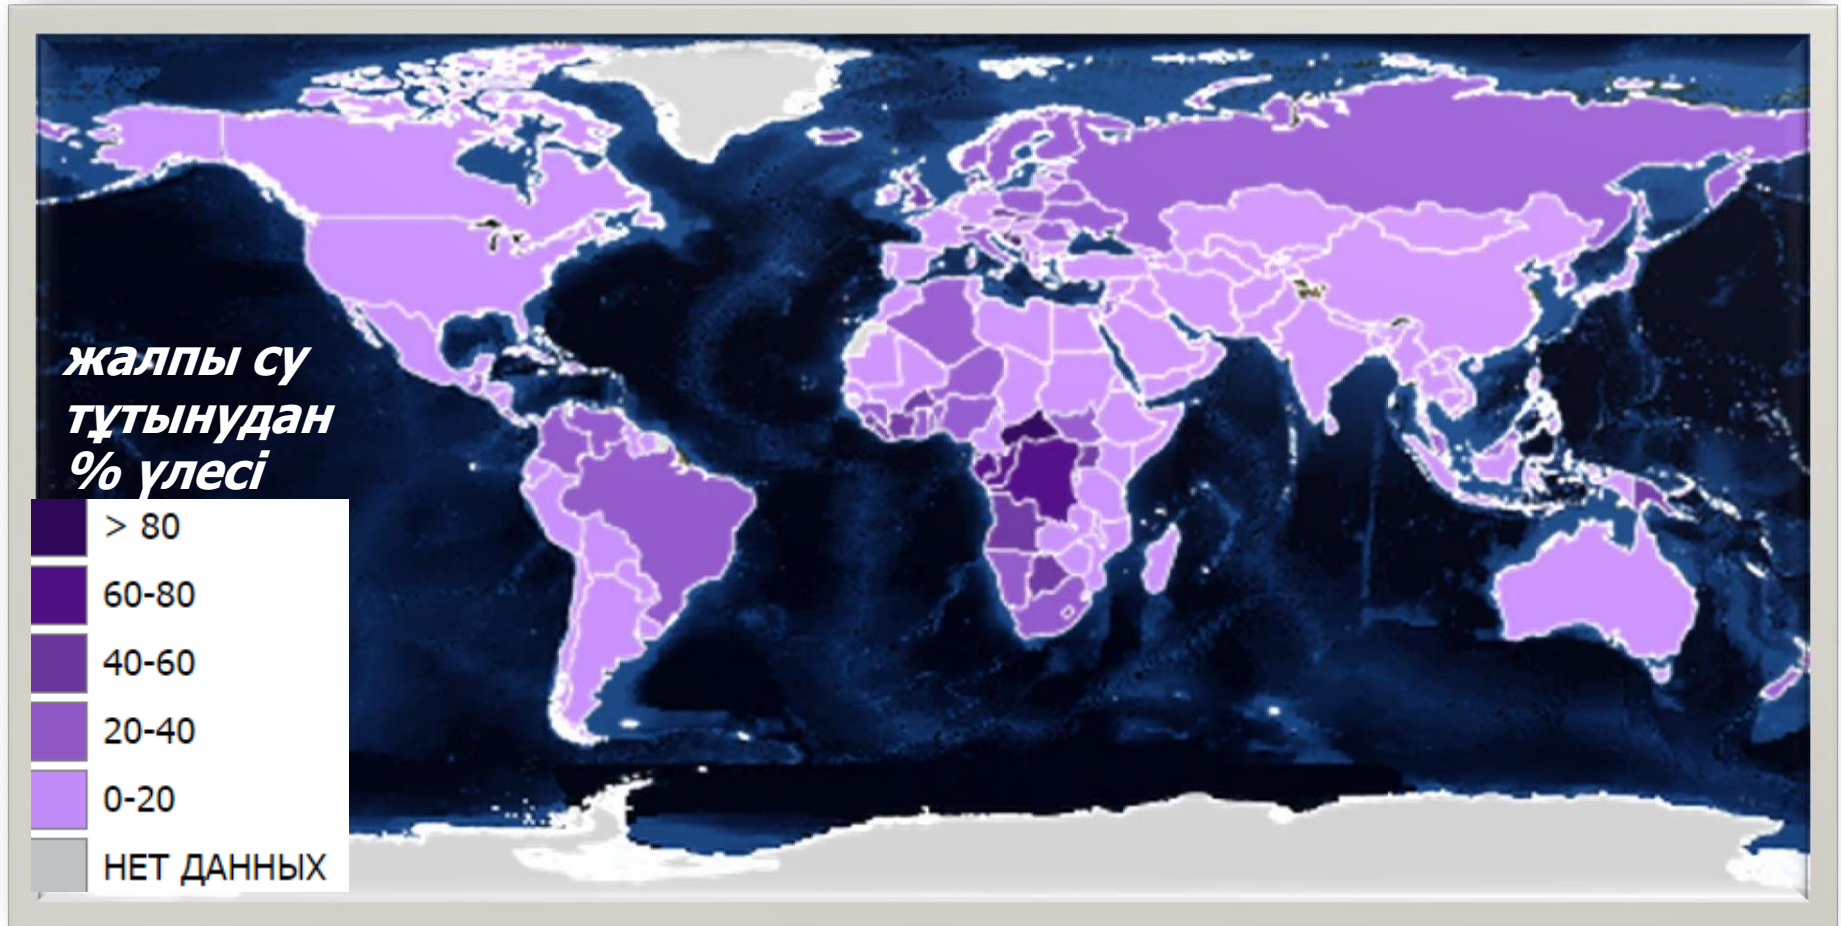 жалпы су
тұтынудан
% үлесі
> 80
60-80
40-60
20-40
0-20
НЕТ ДАННЫХ